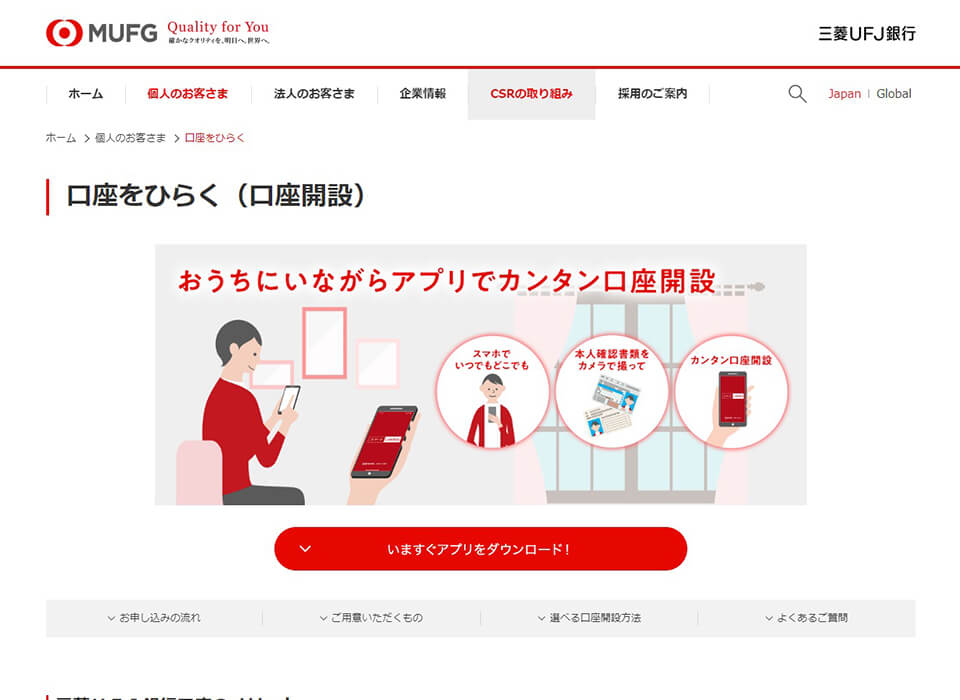 MUFG
Quality for You
確かなクオリティを、明日へ。世界へ。
三菱UFJ銀行
ホーム
個人のお客さま
法人のお客さま
企業情報
CSRの取り組み
採用のご案内
Japan
Global
ホーム
個人のお客さま
口座をひらく
口座をひらく（口座開設）
おうちにいながらアプリでカンタン口座開設
スマホで
いつでもどこでも
本人確認書類を
カメラで撮って
カンタン口座開設
いますぐアプリをダウンロード！
お申し込みの流れ
ご用意いただくもの
選べる口座開設方法
よくあるご質問